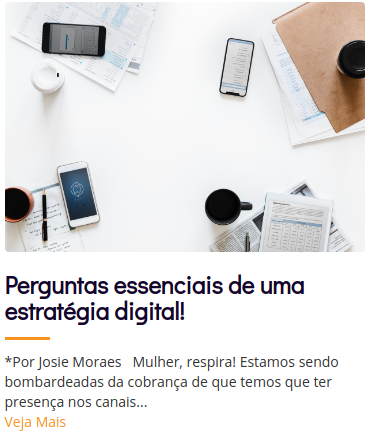 Perguntas essenciais de uma
estratégia digital!
*Por Josie Moraes   Mulher, respira! Estamos sendo
bombardeadas da cobrança de que temos que ter
presença nos canais...
Veja Mais